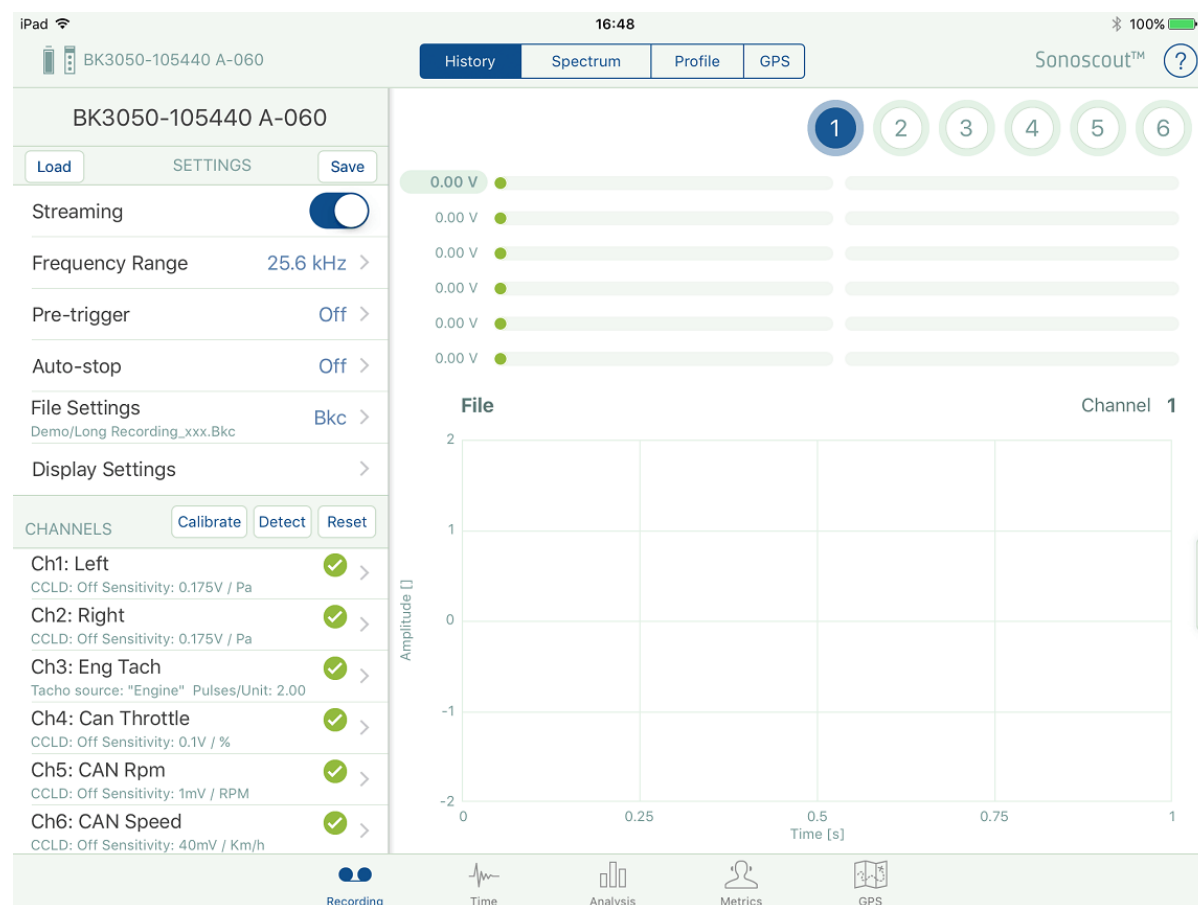 iPad 16:48 100%
BK3050-105440 A-060 History Spectrum Profile GPS Sonoscout™ ?
BK3050-105440 A-060
1 2 3 4 5 6
Load SETTINGS Save
Streaming
Frequency Range 25.6 kHz
Pre-trigger Off
Auto-stop Off
File Settings Bkc
Demo/Long Recording_xxx.Bkc
Display Settings
CHANNELS Calibrate Detect Reset
Ch1: Left
CCLD: Off Sensitivity: 0.175V / Pa
Ch2: Right
CCLD: Off Sensitivity: 0.175V / Pa
Ch3: Eng Tach
Tacho source: "Engine" Pulses/Unit: 2.00
Ch4: Can Throttle
CCLD: Off Sensitivity: 0.1V / %
Ch5: CAN Rpm
CCLD: Off Sensitivity: 1mV / RPM
Ch6: CAN Speed
CCLD: Off Sensitivity: 40mV / Km/h
0.00 V
0.00 V
0.00 V
0.00 V
0.00 V
0.00 V
File Channel 1
Amplitude []
2
1
0
-1
-2
0 0.25 0.5 0.75 1
Time [s]
Recording Time Analysis Metrics GPS